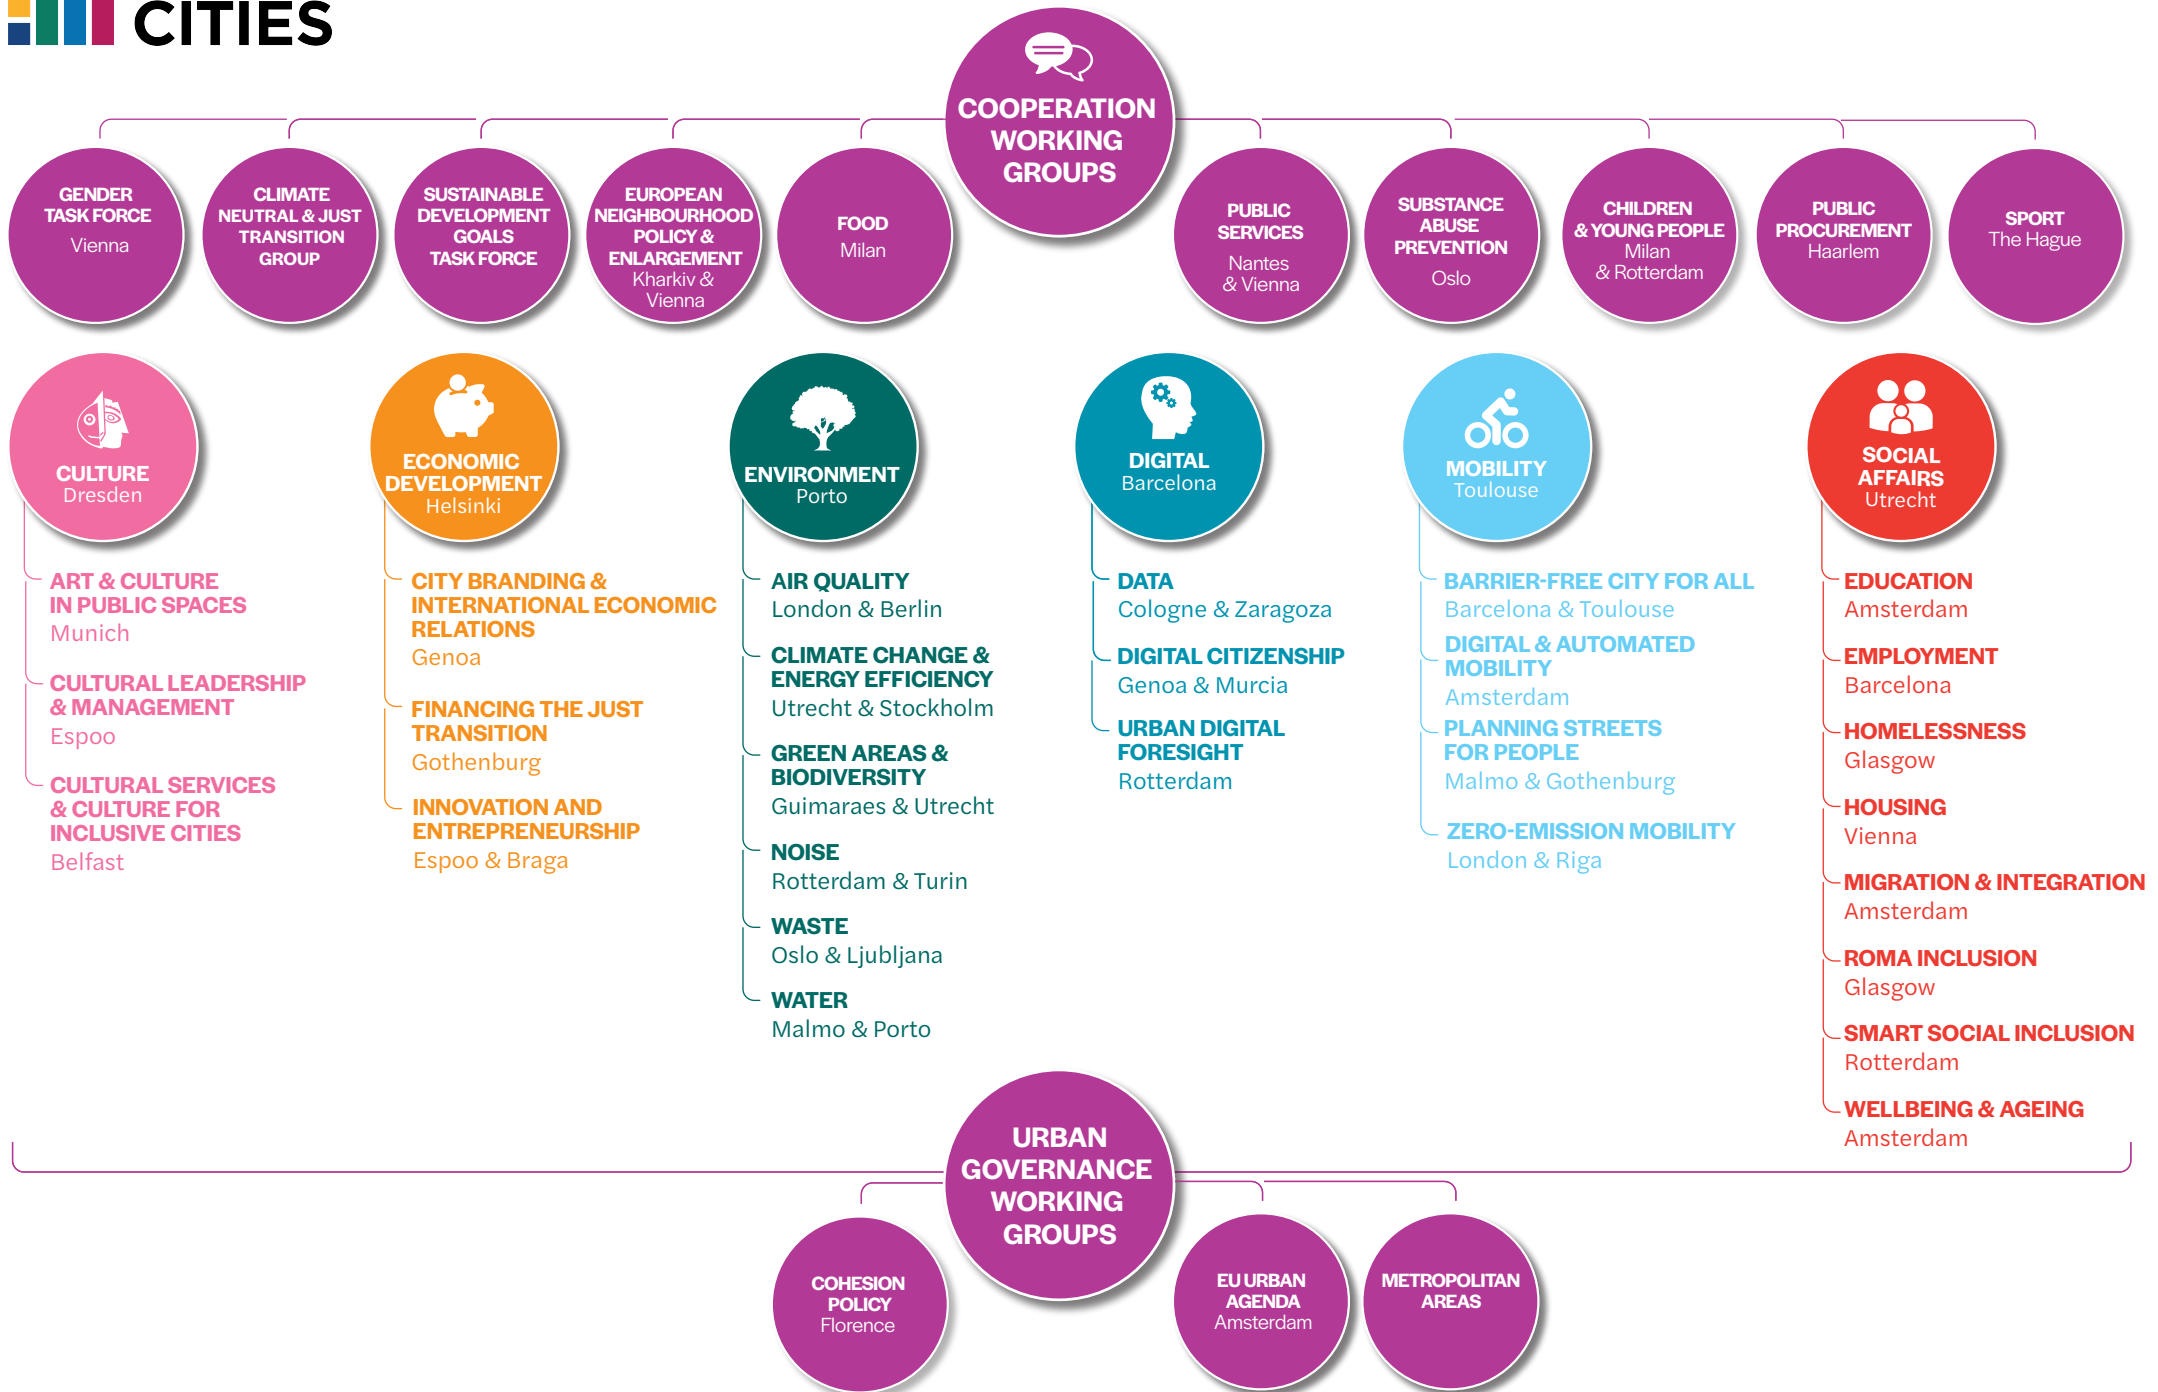 CITIES
COOPERATION
WORKING
GROUPS
GENDER
TASK FORCE
Vienna
CLIMATE
NEUTRAL & JUST
TRANSITION
GROUP
SUSTAINABLE
DEVELOPMENT
GOALS
TASK FORCE
EUROPEAN
NEIGHBOURHOOD
POLICY &
ENLARGEMENT
Kharkiv &
Vienna
FOOD
Milan
PUBLIC
SERVICES
Nantes
& Vienna
SUBSTANCE
ABUSE
PREVENTION
Oslo
CHILDREN
& YOUNG PEOPLE
Milan
& Rotterdam
PUBLIC
PROCUREMENT
Haarlem
SPORT
The Hague
CULTURE
Dresden
ART & CULTURE
IN PUBLIC SPACES
Munich
CULTURAL LEADERSHIP
& MANAGEMENT
Espoo
CULTURAL SERVICES
& CULTURE FOR
INCLUSIVE CITIES
Belfast
ECONOMIC
DEVELOPMENT
Helsinki
CITY BRANDING &
INTERNATIONAL ECONOMIC
RELATIONS
Genoa
FINANCING THE JUST
TRANSITION
Gothenburg
INNOVATION AND
ENTREPRENEURSHIP
Espoo & Braga
ENVIRONMENT
Porto
AIR QUALITY
London & Berlin
CLIMATE CHANGE &
ENERGY EFFICIENCY
Utrecht & Stockholm
GREEN AREAS &
BIODIVERSITY
Guimaraes & Utrecht
NOISE
Rotterdam & Turin
WASTE
Oslo & Ljubljana
WATER
Malmo & Porto
DIGITAL
Barcelona
DATA
Cologne & Zaragoza
DIGITAL CITIZENSHIP
Genoa & Murcia
URBAN DIGITAL
FORESIGHT
Rotterdam
MOBILITY
Toulouse
BARRIER-FREE CITY FOR ALL
Barcelona & Toulouse
DIGITAL & AUTOMATED
MOBILITY
Amsterdam
PLANNING STREETS
FOR PEOPLE
Malmo & Gothenburg
ZERO-EMISSION MOBILITY
London & Riga
SOCIAL
AFFAIRS
Utrecht
EDUCATION
Amsterdam
EMPLOYMENT
Barcelona
HOMELESSNESS
Glasgow
HOUSING
Vienna
MIGRATION & INTEGRATION
Amsterdam
ROMA INCLUSION
Glasgow
SMART SOCIAL INCLUSION
Rotterdam
WELLBEING & AGEING
Amsterdam
URBAN
GOVERNANCE
WORKING
GROUPS
COHESION
POLICY
Florence
EU URBAN
AGENDA
Amsterdam
METROPOLITAN
AREAS